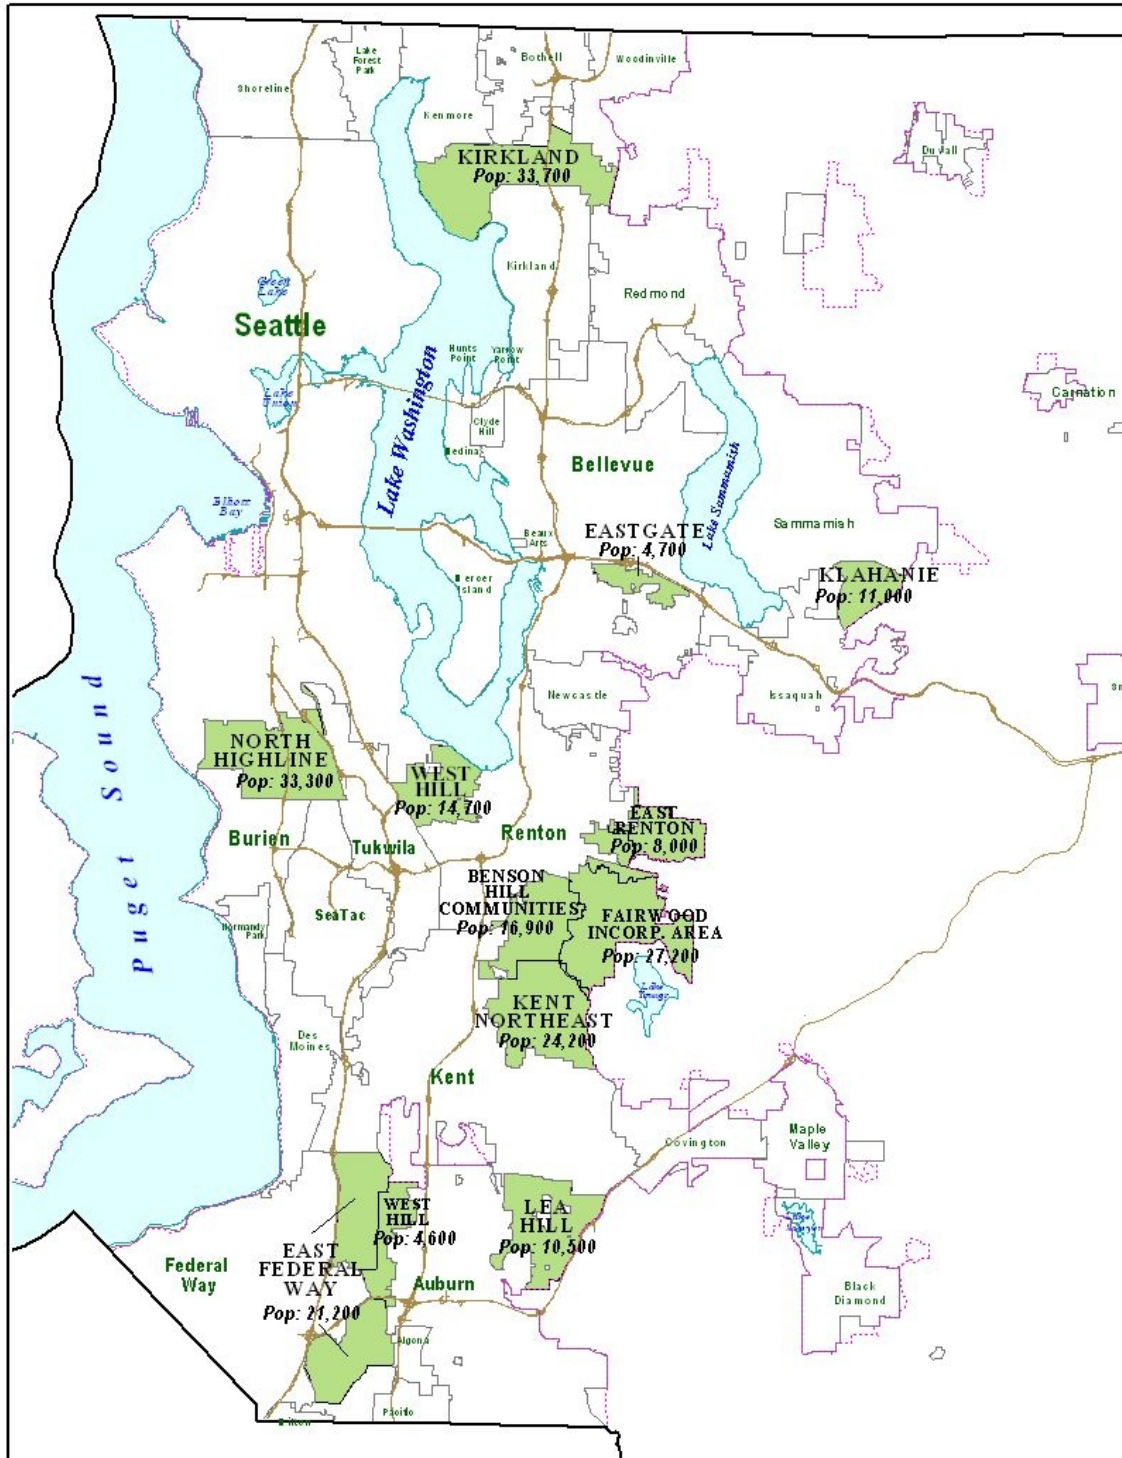 Lake
Forest
Park
Bothell
Woodinville
Shoreline
Kenmore
Duvall
KIRKLAND
Pop: 33,700
Kirkland
Green
Lake
Redmond
Seattle
Hunts
Point
Yarrow
Point
Lake
Union
Lake Washington
Carnation
Clyde
Hill
Medina
Bellevue
Lake Sammamish
Elliott
Bay
Sammamish
Beaux
Arts
EASTGATE
Pop: 4,700
Mercer
Island
KLAHANIE
Pop: 11,000
Puget Sound
Newcastle
Issaquah
NORTH
HIGHLINE
Pop: 33,300
WEST
HILL
Pop: 14,700
Burien
Tukwila
Renton
EAST
RENTON
Pop: 8,000
BENSON
HILL
COMMUNITIES
Pop: 16,900
SeaTac
Normandy
Park
FAIRWOOD
INCORP. AREA
Pop: 27,200
Lake
KENT
NORTHEAST
Pop: 24,200
Des
Moines
Kent
Covington
Maple
Valley
WEST
HILL
Pop: 4,600
LEA
HILL
Pop: 10,500
Federal
Way
EAST
FEDERAL
WAY
Pop: 21,200
Auburn
Black
Diamond
Algona
Pacific
Milton